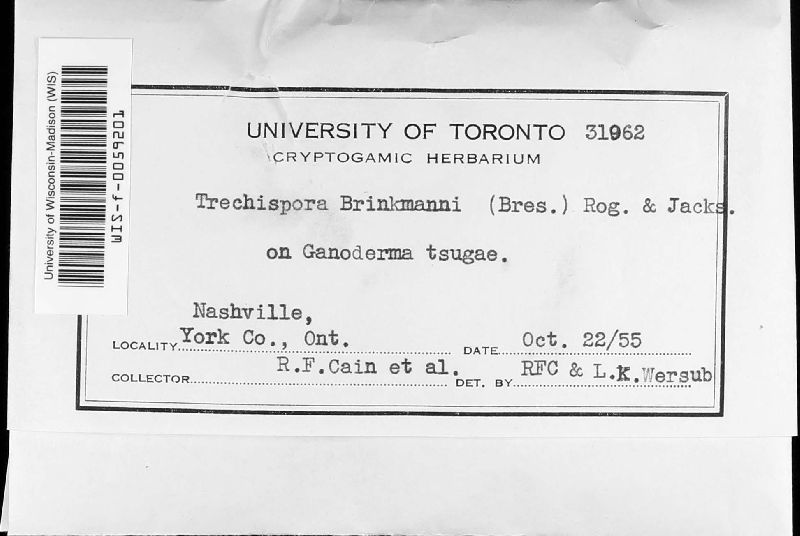 University of Wisconsin-Madison (WIS)
WIS-f-0059201
UNIVERSITY OF TORONTO 31962
CRYPTOGAMIC HERBARIUM
Trechispora Brinkmanni (Bres.) Rog. & Jacks.
on Ganoderma tsugae.
Nashville,
LOCALITY York Co., Ont. DATE Oct. 22/55
COLLECTOR R.F.Cain et al. DET. BY RFC & L.K.Wersub